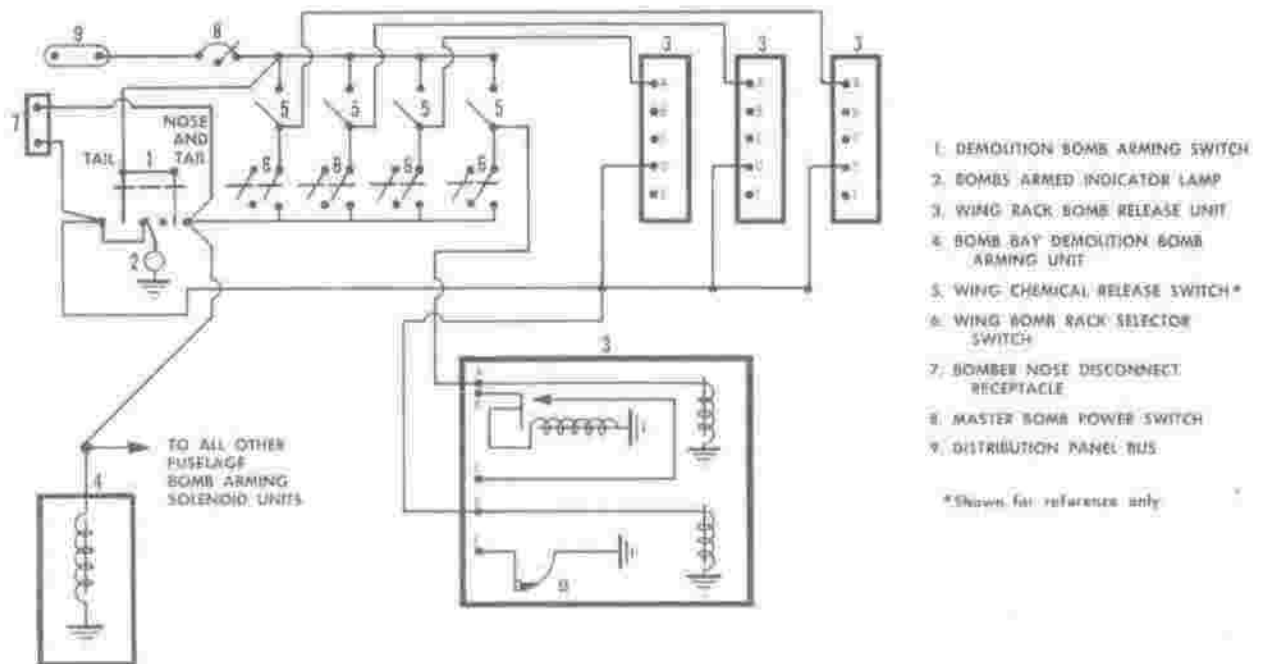 9
8
3
3
3
7
NOSE
AND
TAIL
TAIL
1
5
5
5
5
6
6
6
6
2
3
TO ALL OTHER
FUSELAGE
BOMB ARMING
SOLENOID UNITS
4
1. DEMOLITION BOMB ARMING SWITCH
2. BOMBS ARMED INDICATOR LAMP
3. WING RACK BOMB RELEASE UNIT
4. BOMB BAY DEMOLITION BOMB
ARMING UNIT
5. WING CHEMICAL RELEASE SWITCH*
6. WING BOMB RACK SELECTOR
SWITCH
7. BOMBER NOSE DISCONNECT
RECEPTACLE
8. MASTER BOMB POWER SWITCH
9. DISTRIBUTION PANEL BUS
*Shown for reference only